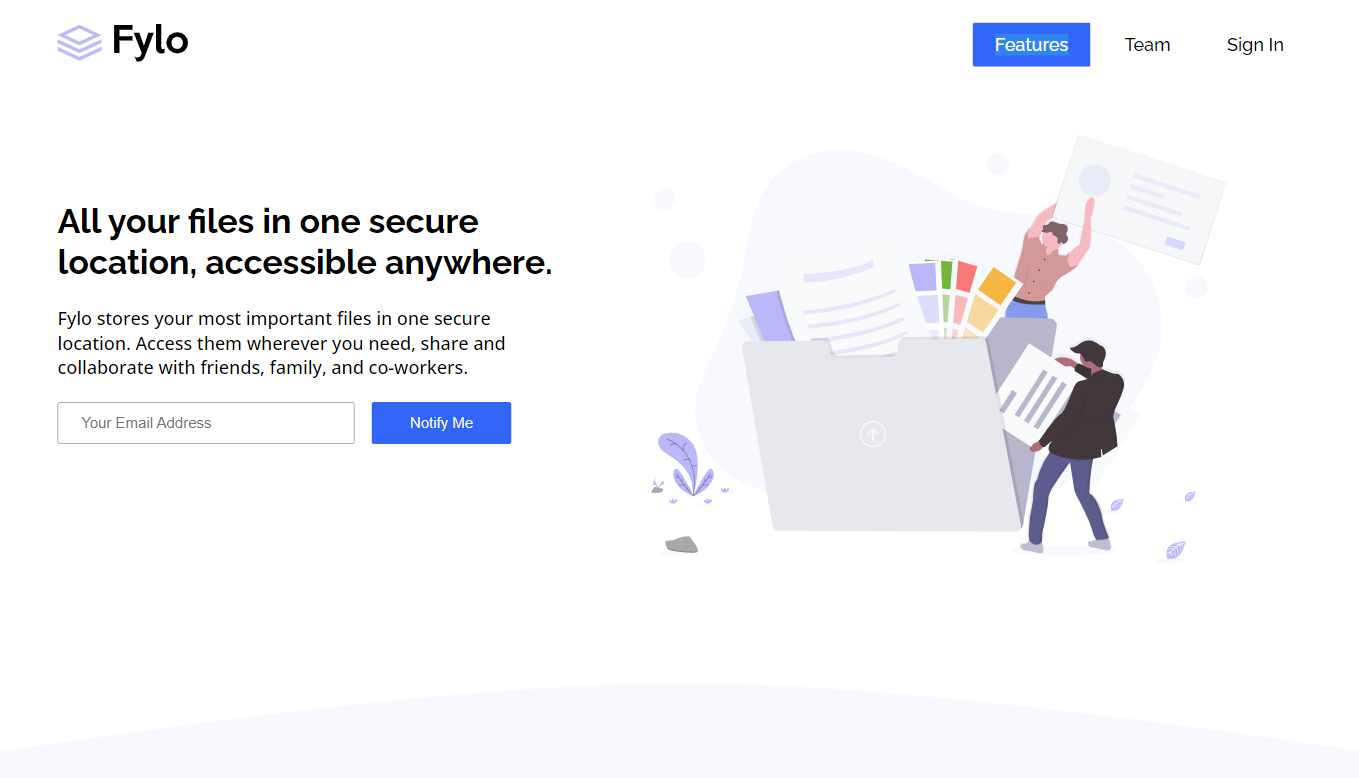 Fylo
Features
Team
Sign In
All your files in one secure
location, accessible anywhere.
Fylo stores your most important files in one secure
location. Access them wherever you need, share and
collaborate with friends, family, and co-workers.
Your Email Address
Notify Me